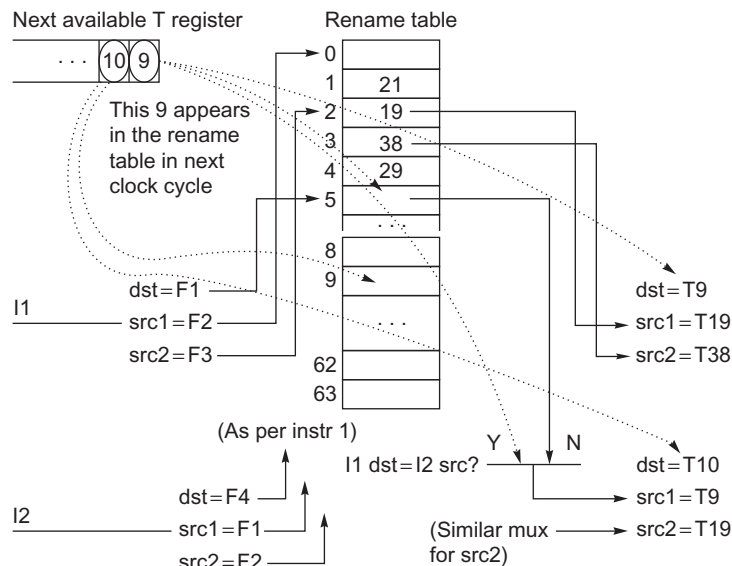 Next available T register
Rename table
· · ·
10
9
This 9 appears
in the rename
table in next
clock cycle
0
1
21
2
19
3
38
4
29
5
· · ·
8
9
· · ·
62
63
I1
dst=F1
src1=F2
src2=F3
dst=T9
src1=T19
src2=T38
(As per instr 1)
Y
N
I1 dst=I2 src?
I2
dst=F4
src1=F1
src2=F2
(Similar mux
for src2)
dst=T10
src1=T9
src2=T19